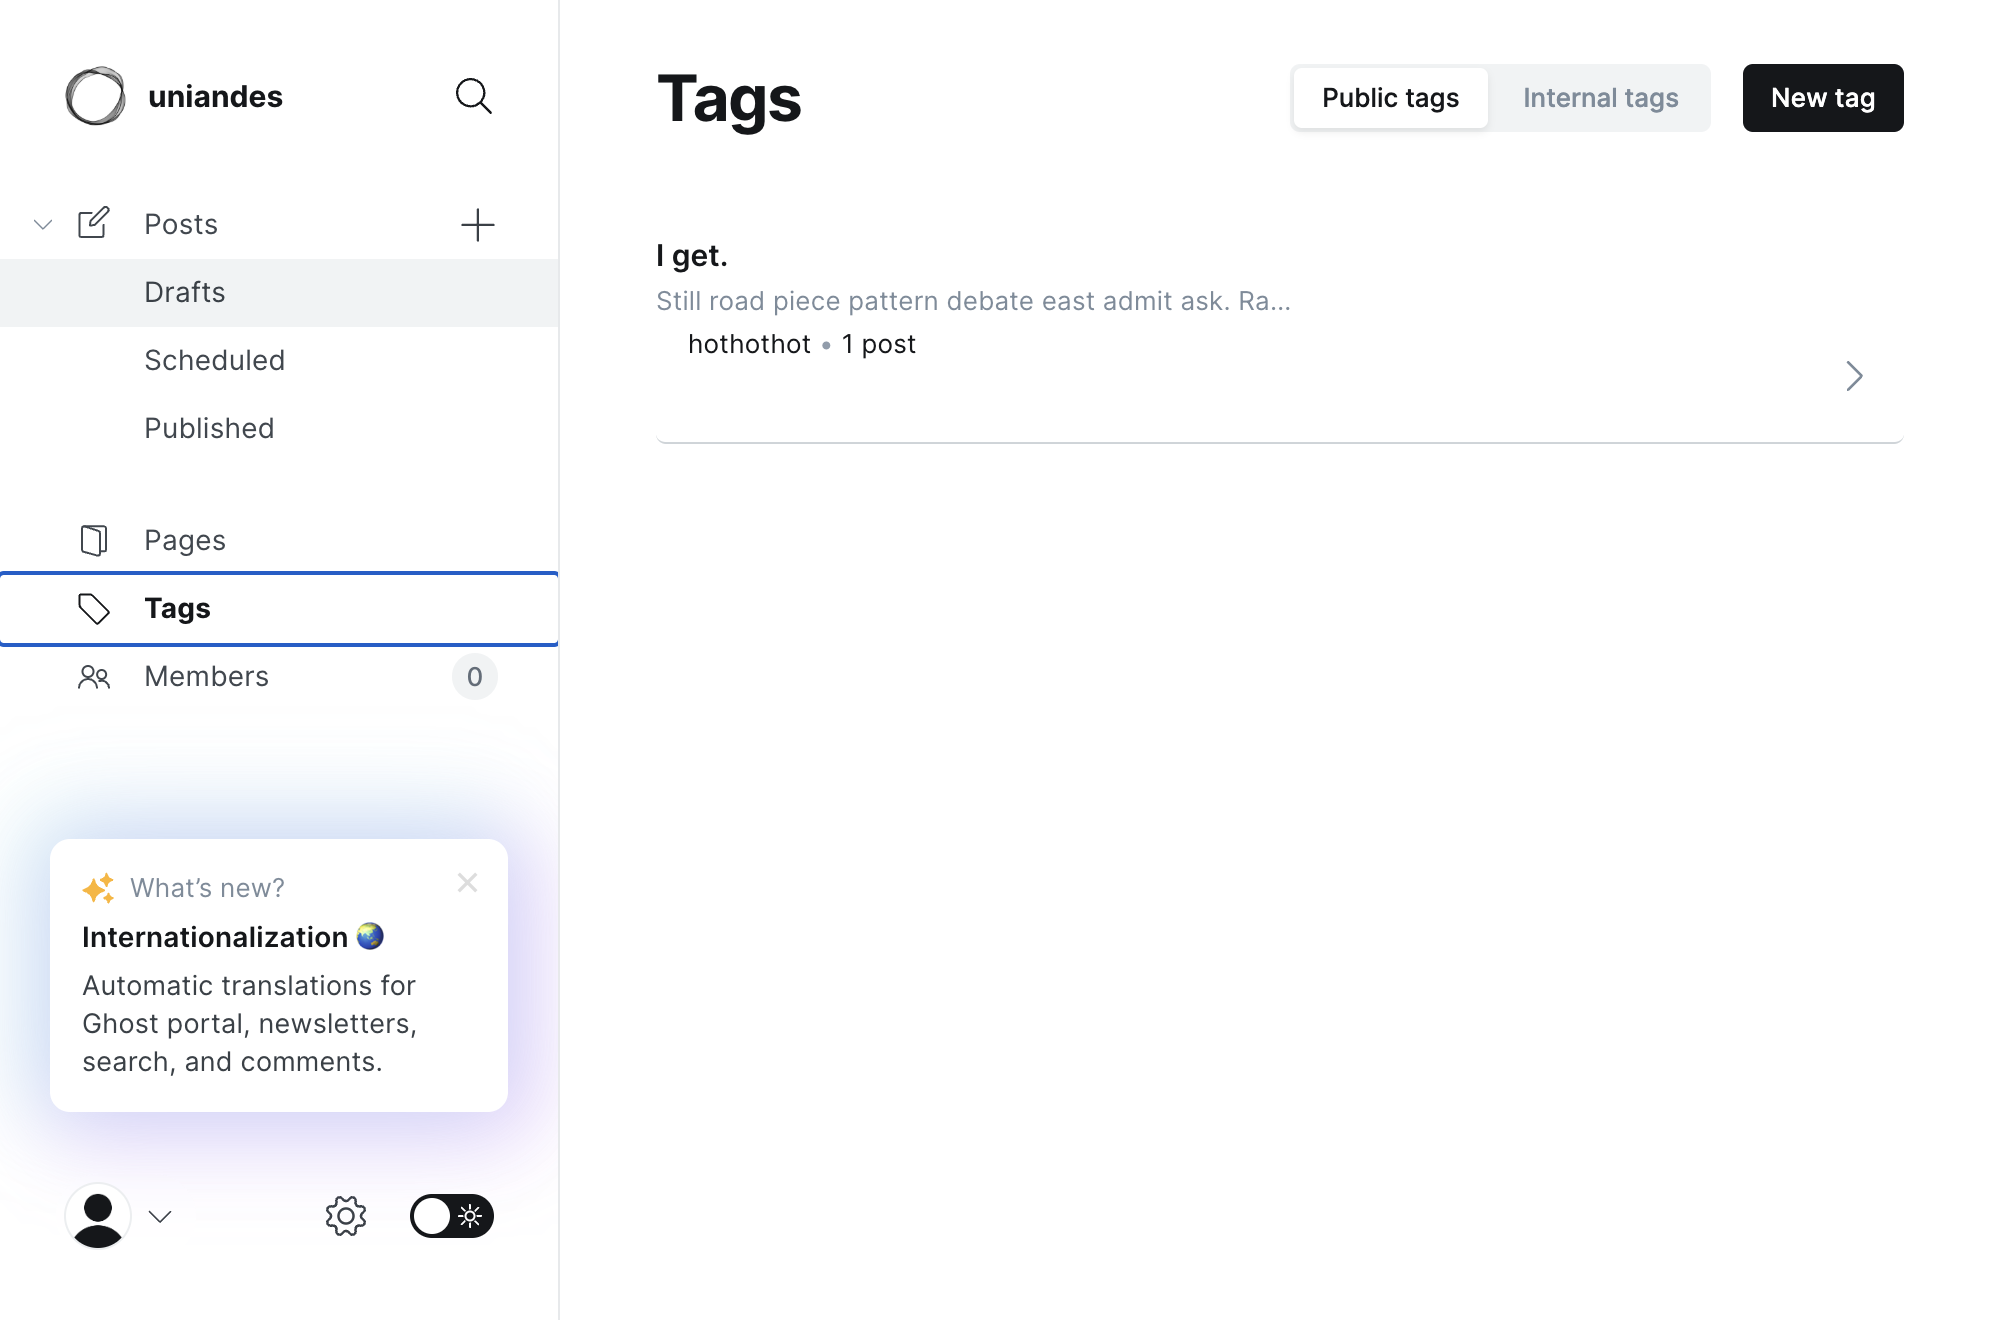 uniandes
Posts
Drafts
Scheduled
Published
Pages
Tags
Members
0
What's new?
Internationalization 🌏
Automatic translations for
Ghost portal, newsletters,
search, and comments.
Tags
Public tags
Internal tags
New tag
I get.
Still road piece pattern debate east admit ask. Ra...
hothothot • 1 post